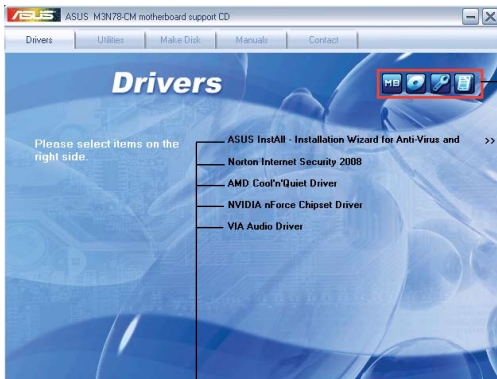 ASUS M3N78-CM motherboard support CD
Drivers Utilities Make Disk Manuals Contact
Drivers
MB
Please select items on the right side.
ASUS InstAll - Installation Wizard for Anti-Virus and >>
Norton Internet Security 2008
AMD Cool'n'Quiet Driver
NVIDIA nForce Chipset Driver
VIA Audio Driver